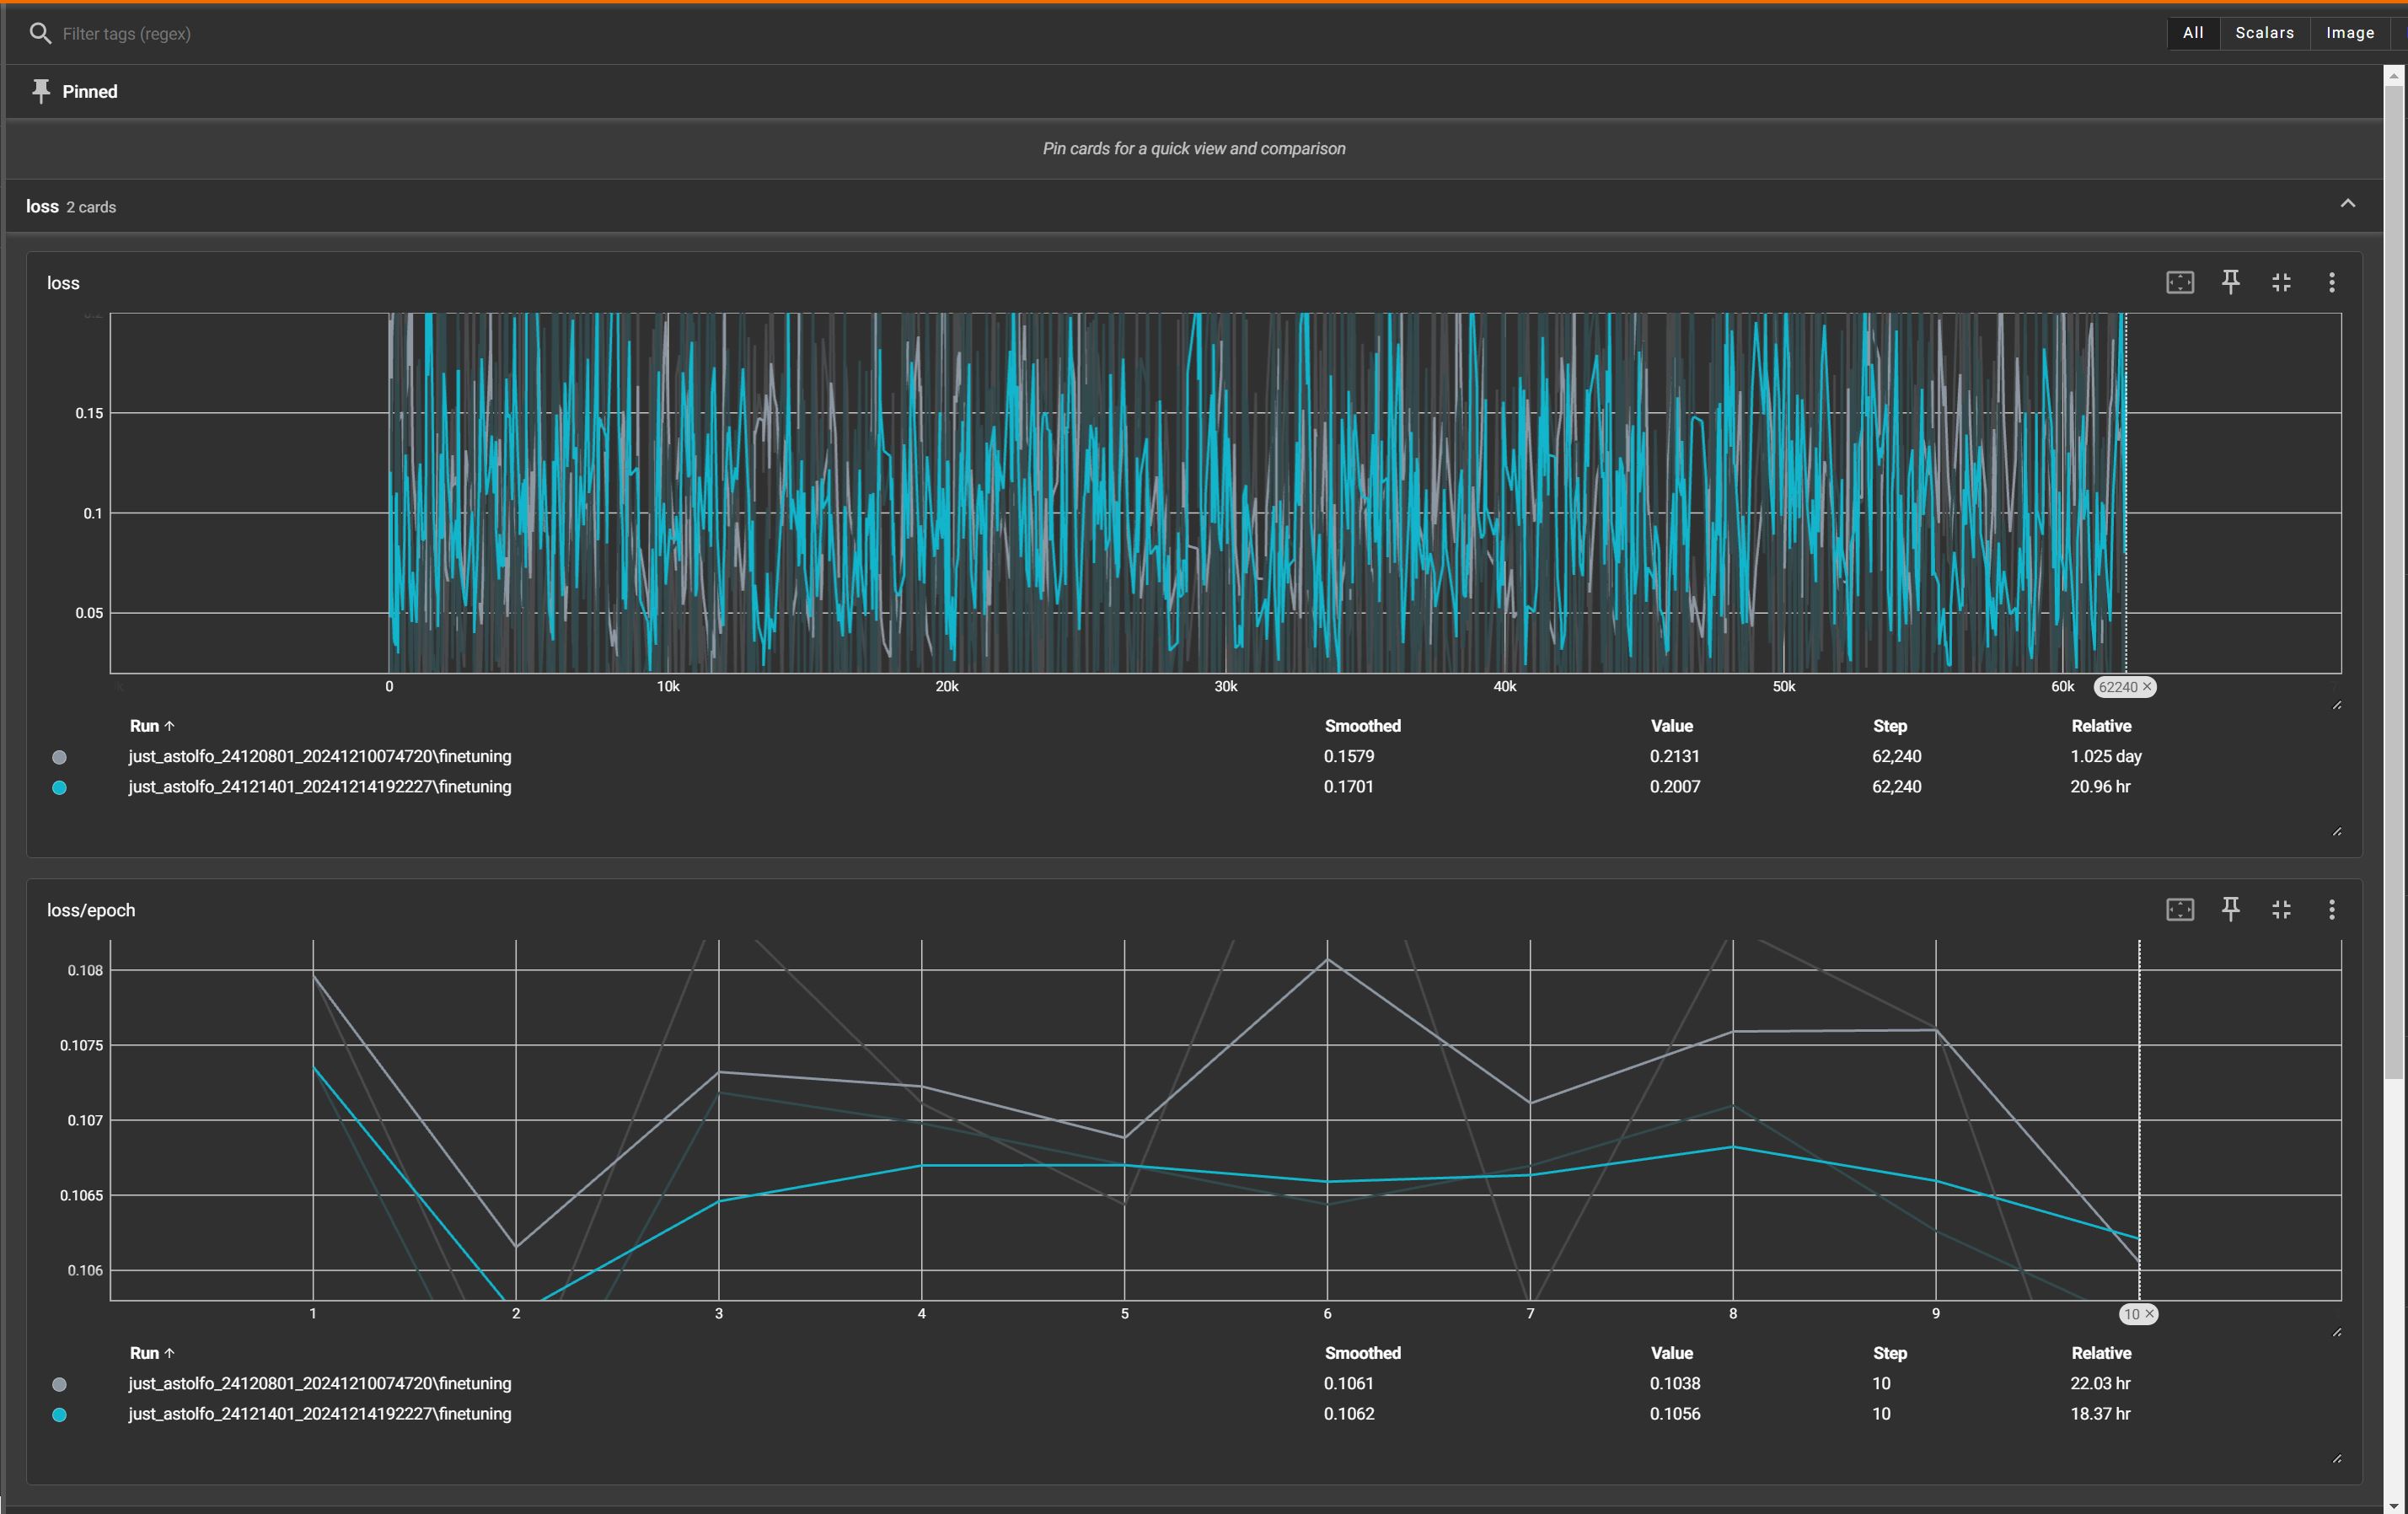 Filter tags (regex)
All Scalars Image
Pinned
Pin cards for a quick view and comparison
loss 2 cards
loss
0.15
0.1
0.05
0 10k 20k 30k 40k 50k 60k 62240 ×
Run ↑ Smoothed Value Step Relative
just_astolfo_24120801_20241210074720\finetuning 0.1579 0.2131 62,240 1.025 day
just_astolfo_24121401_20241214192227\finetuning 0.1701 0.2007 62,240 20.96 hr
loss/epoch
0.108
0.1075
0.107
0.1065
0.106
1 2 3 4 5 6 7 8 9 10 ×
Run ↑ Smoothed Value Step Relative
just_astolfo_24120801_20241210074720\finetuning 0.1061 0.1038 10 22.03 hr
just_astolfo_24121401_20241214192227\finetuning 0.1062 0.1056 10 18.37 hr